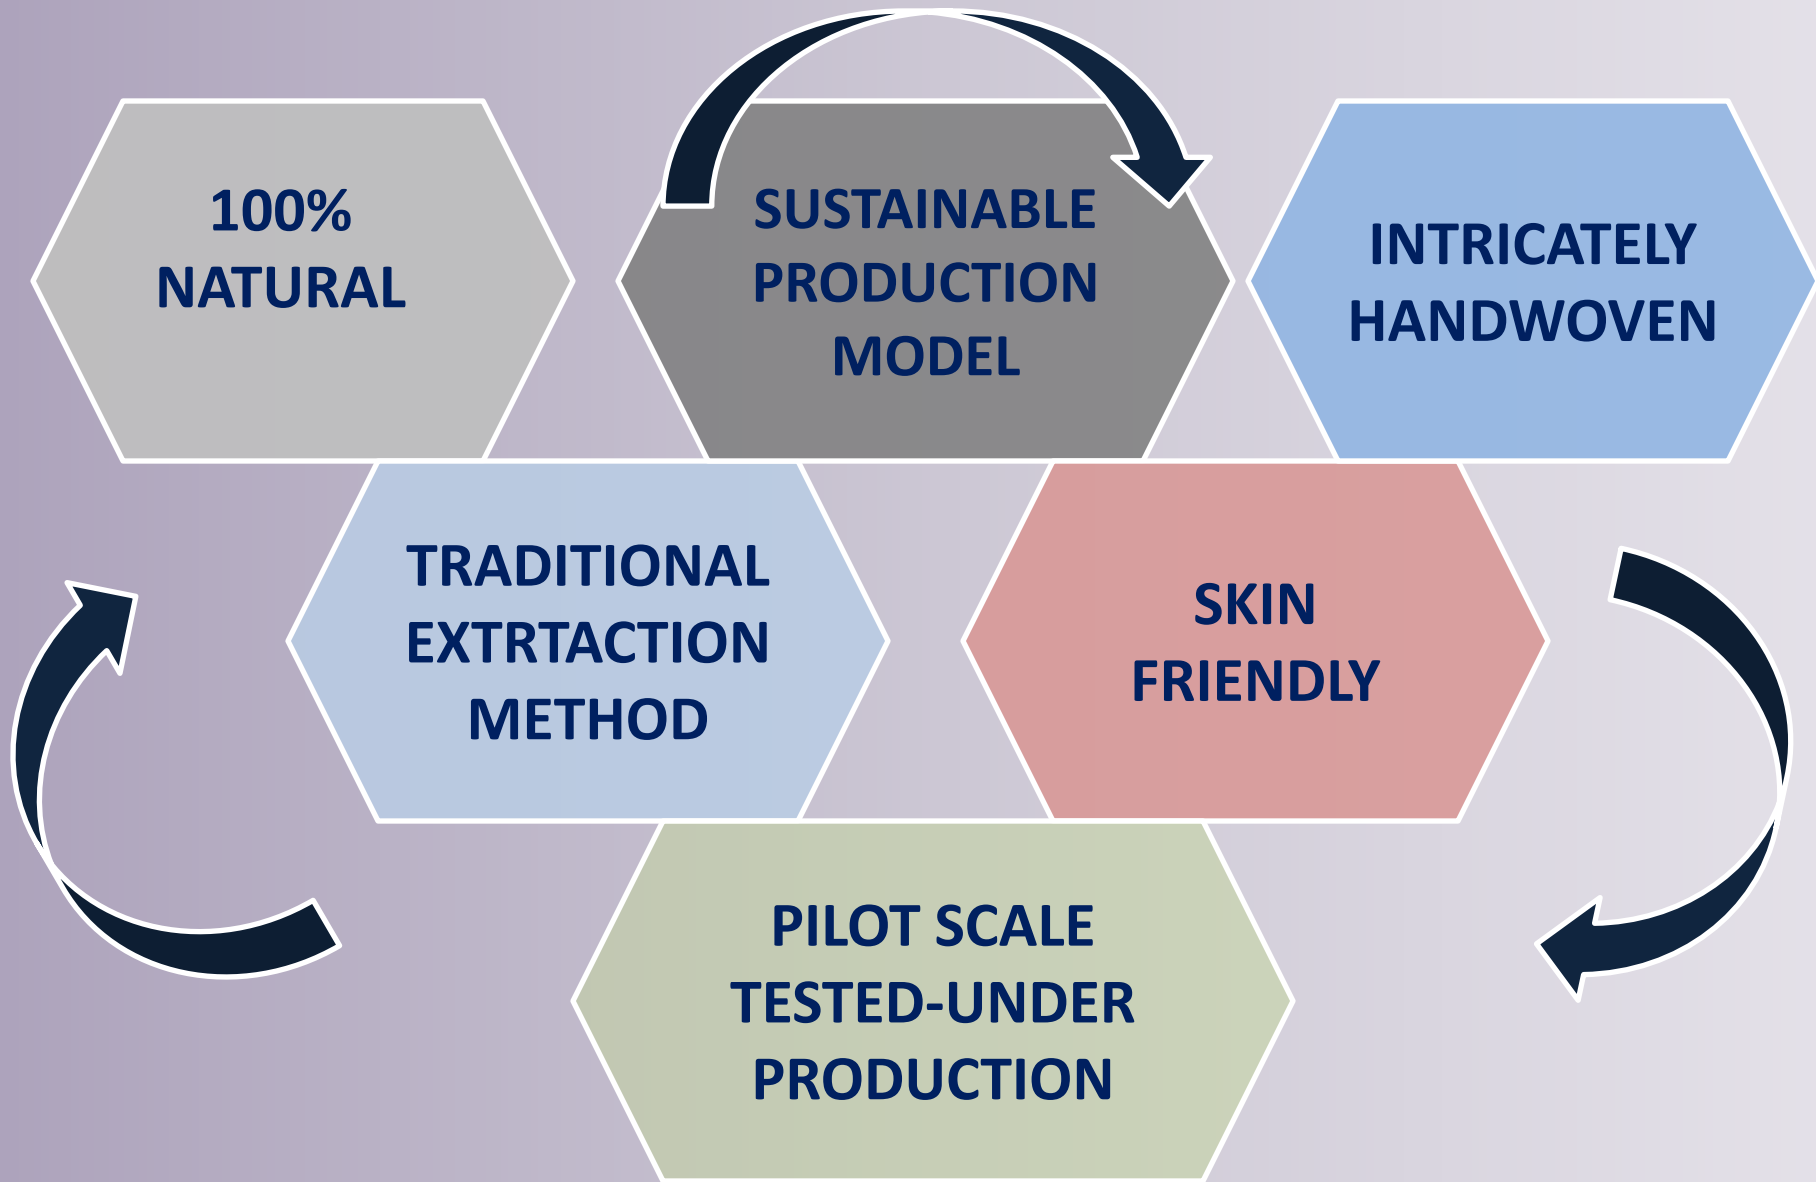 100%
NATURAL
SUSTAINABLE
PRODUCTION
MODEL
INTRICATELY
HANDWOVEN
TRADITIONAL
EXTRTACTION
METHOD
SKIN
FRIENDLY
PILOT SCALE
TESTED-UNDER
PRODUCTION